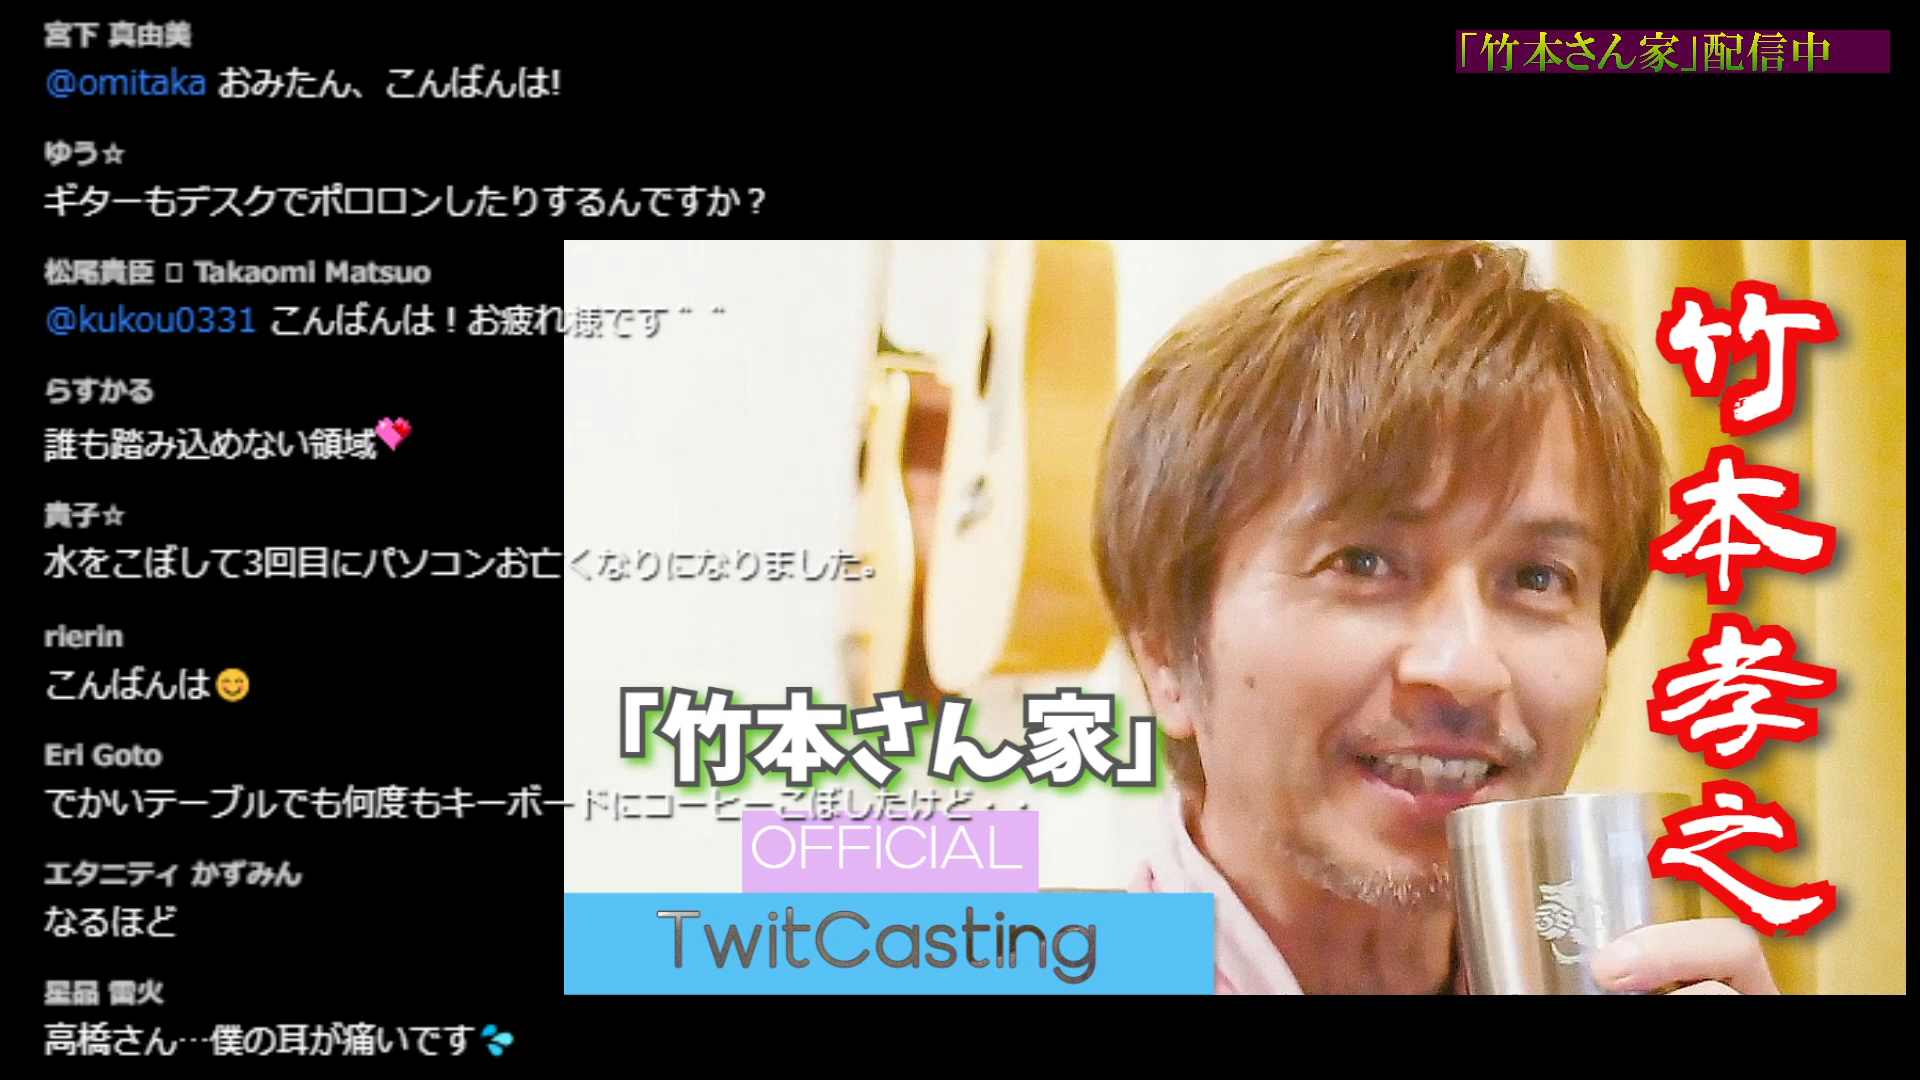 宮下 真由美
@omitaka おみたん、こんばんは!
ゆう☆
ギターもデスクでポロロンしたりするんですか？
松尾貴臣 Takaomi Matsuo
@kukou0331 こんばんは！お疲れ様です＾＾
らすかる
誰も踏み込めない領域💕
貴子☆
水をこぼして3回目にパソコンお亡くなりになりました。
rierin
こんばんは😊
Eri Goto
でかいテーブルでも何度もキーボードにコーヒーこぼしたけど・・
エタニティ かずみん
なるほど
星晶 雷火
高橋さん…僕の耳が痛いです💦
「竹本さん家」配信中
竹本孝之
「竹本さん家」
OFFICIAL
TwitCasting